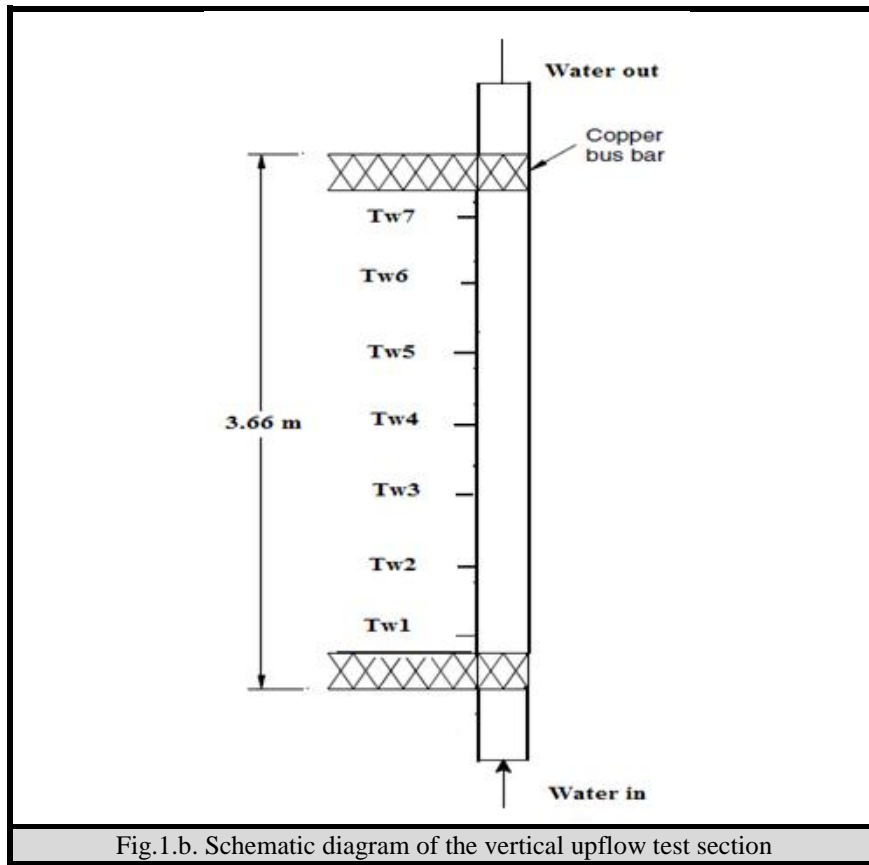 Water out
Copper
bus bar
Tw7
Tw6
Tw5
Tw4
3.66 m
Tw3
Tw2
Tw1
Water in
Fig.1.b. Schematic diagram of the vertical upflow test section